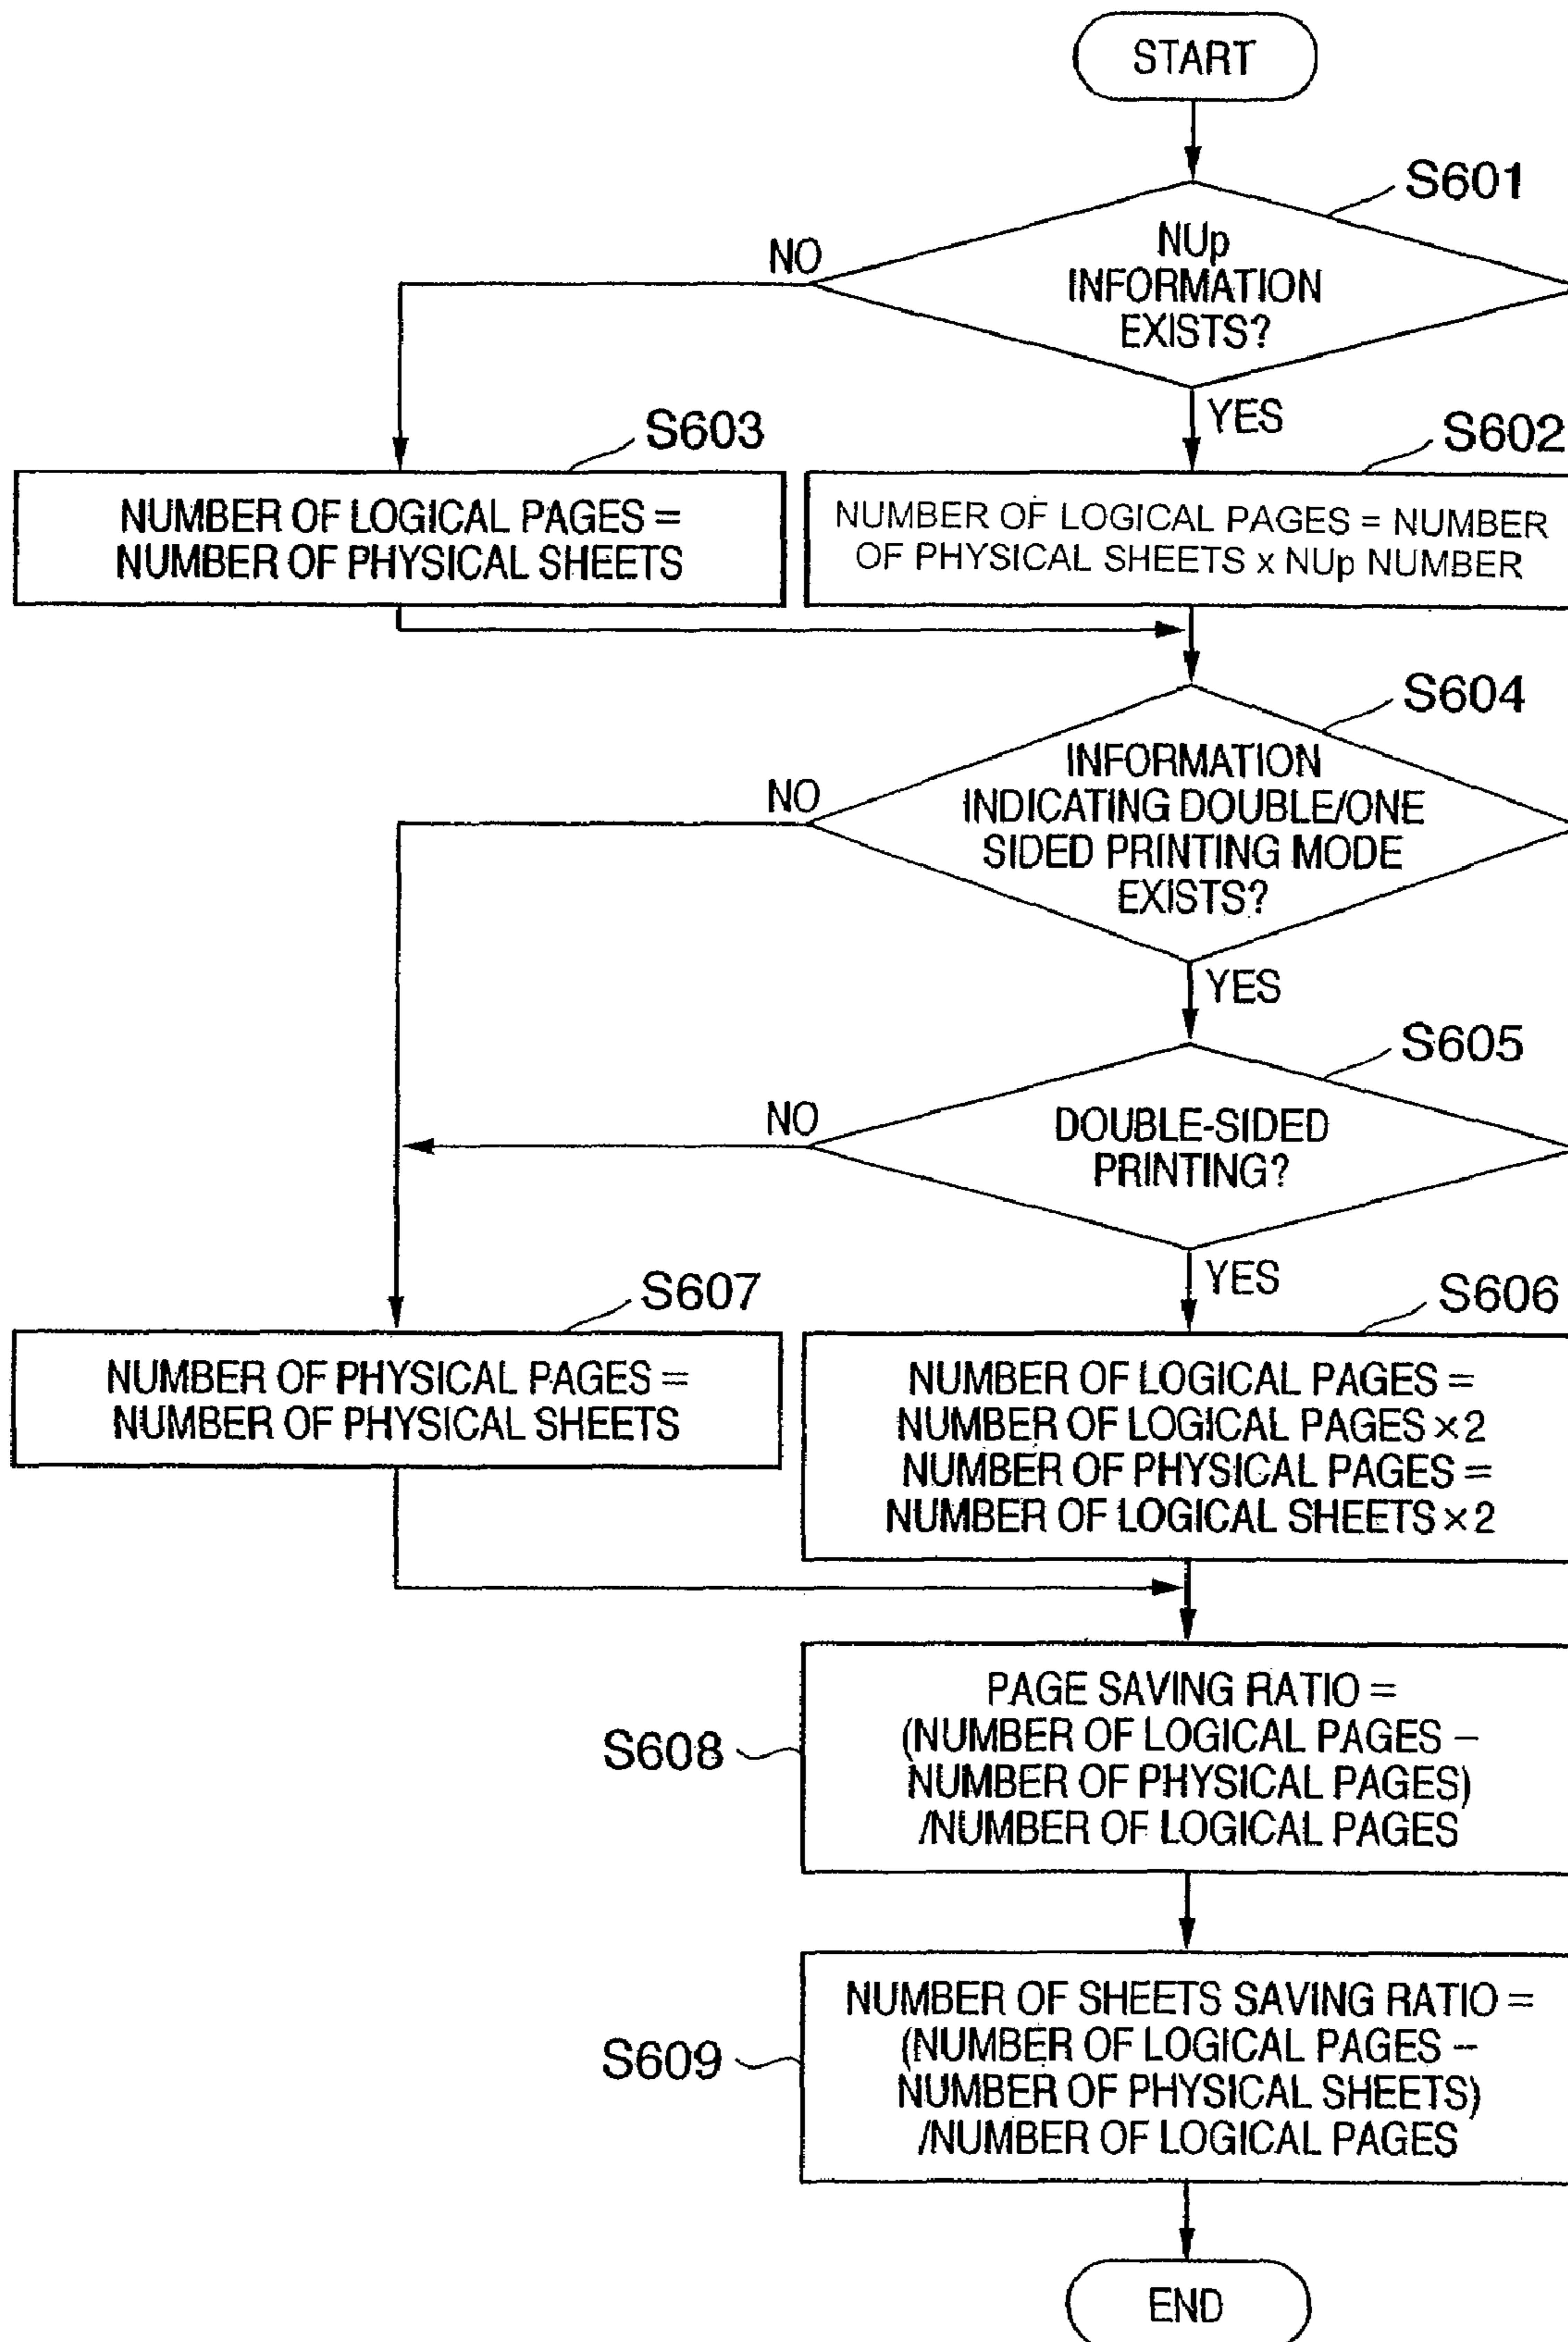 START
S601
NUp
INFORMATION
EXISTS?
NO
YES
S603
NUMBER OF LOGICAL PAGES =
NUMBER OF PHYSICAL SHEETS
S602
NUMBER OF LOGICAL PAGES = NUMBER
OF PHYSICAL SHEETS x NUp NUMBER
S604
INFORMATION
INDICATING DOUBLE/ONE
SIDED PRINTING MODE
EXISTS?
NO
YES
S605
DOUBLE-SIDED
PRINTING?
NO
YES
S607
NUMBER OF PHYSICAL PAGES =
NUMBER OF PHYSICAL SHEETS
S606
NUMBER OF LOGICAL PAGES =
NUMBER OF LOGICAL PAGES ×2
NUMBER OF PHYSICAL PAGES =
NUMBER OF LOGICAL SHEETS ×2
S608
PAGE SAVING RATIO =
(NUMBER OF LOGICAL PAGES –
NUMBER OF PHYSICAL PAGES)
/NUMBER OF LOGICAL PAGES
S609
NUMBER OF SHEETS SAVING RATIO =
(NUMBER OF LOGICAL PAGES –
NUMBER OF PHYSICAL SHEETS)
/NUMBER OF LOGICAL PAGES
END